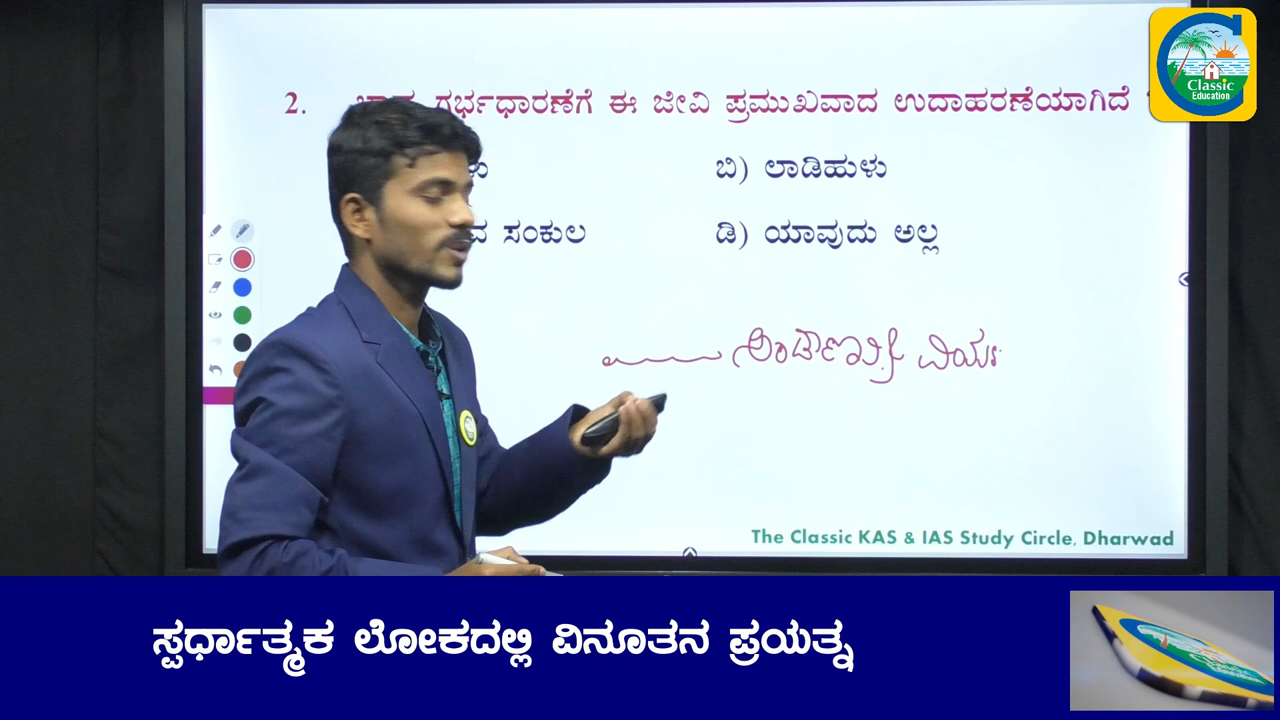 2. ಗರ್ಭಧಾರಣೆಗೆ ಈ ಜೀವಿ ಪ್ರಮುಖವಾದ ಉದಾಹರಣೆಯಾಗಿದೆ
ಬಿ) ಲಾಡಿಹುಳು
ಸಂಕುಲ ಡಿ) ಯಾವುದು ಅಲ್ಲ
The Classic KAS & IAS Study Circle, Dharwad
Classic
Education
ಸ್ಪರ್ಧಾತ್ಮಕ ಲೋಕದಲ್ಲಿ ವಿನೂತನ ಪ್ರಯತ್ನ